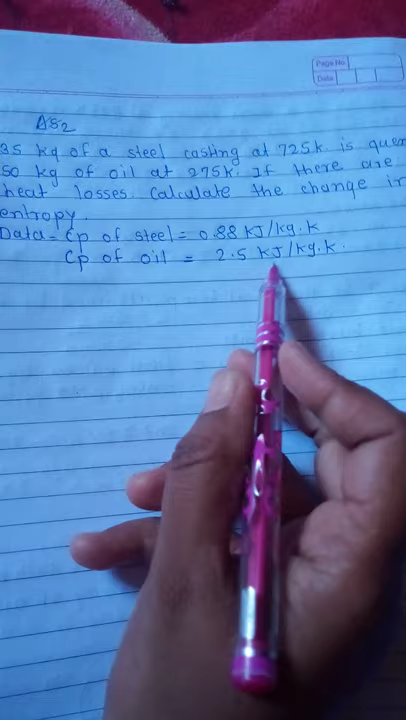 Page No.
Date
As2
35 kg of a steel casting at 725k. is quen
50 kg of oil at 275k. If there are
heat losses. Calculate the change in
entropy.
Data - Cp of steel = 0.88 KJ/kg.k
Cp of oil = 2.5 KJ/kg.k.